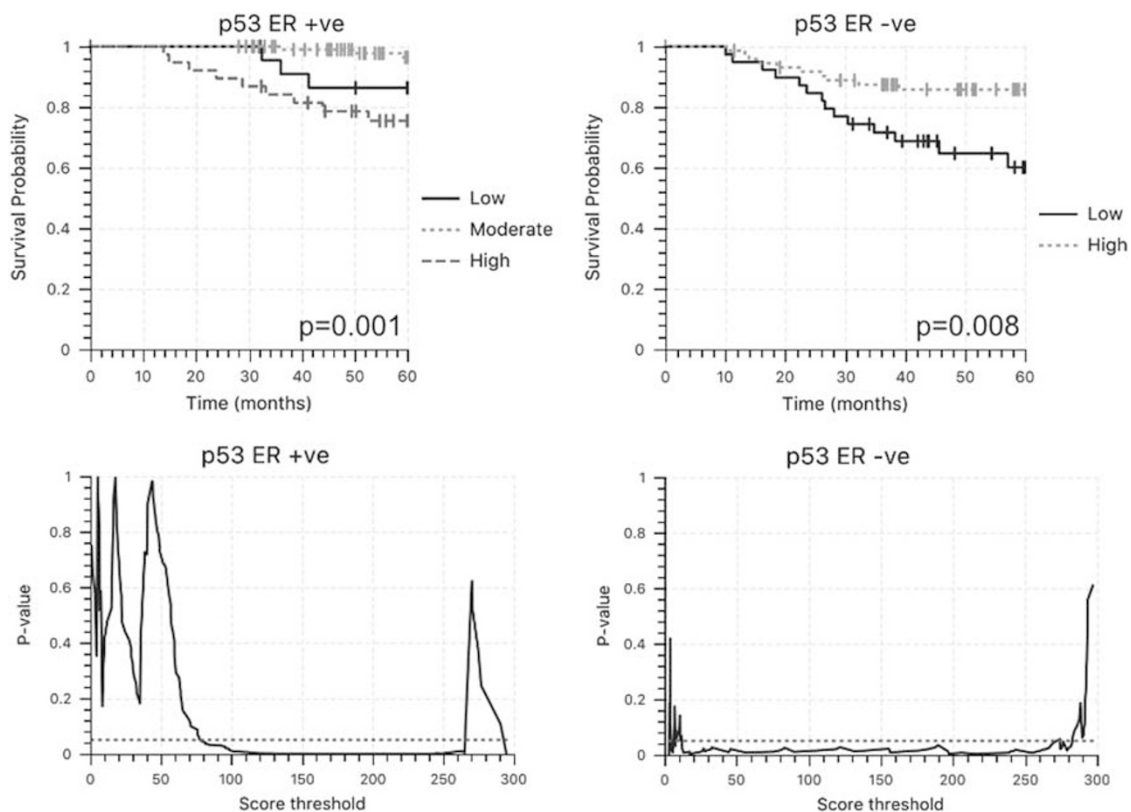 p53 ER +ve
1
0.8
0.6
0.4
0.2
0
Survival Probability
0 10 20 30 40 50 60
Time (months)
p=0.001
Low
Moderate
High
p53 ER -ve
1
0.8
0.6
0.4
0.2
0
Survival Probability
0 10 20 30 40 50 60
Time (months)
p=0.008
Low
High
p53 ER +ve
1
0.8
0.6
0.4
0.2
0
P-value
0 50 100 150 200 250 300
Score threshold
p53 ER -ve
1
0.8
0.6
0.4
0.2
0
P-value
0 50 100 150 200 250 300
Score threshold